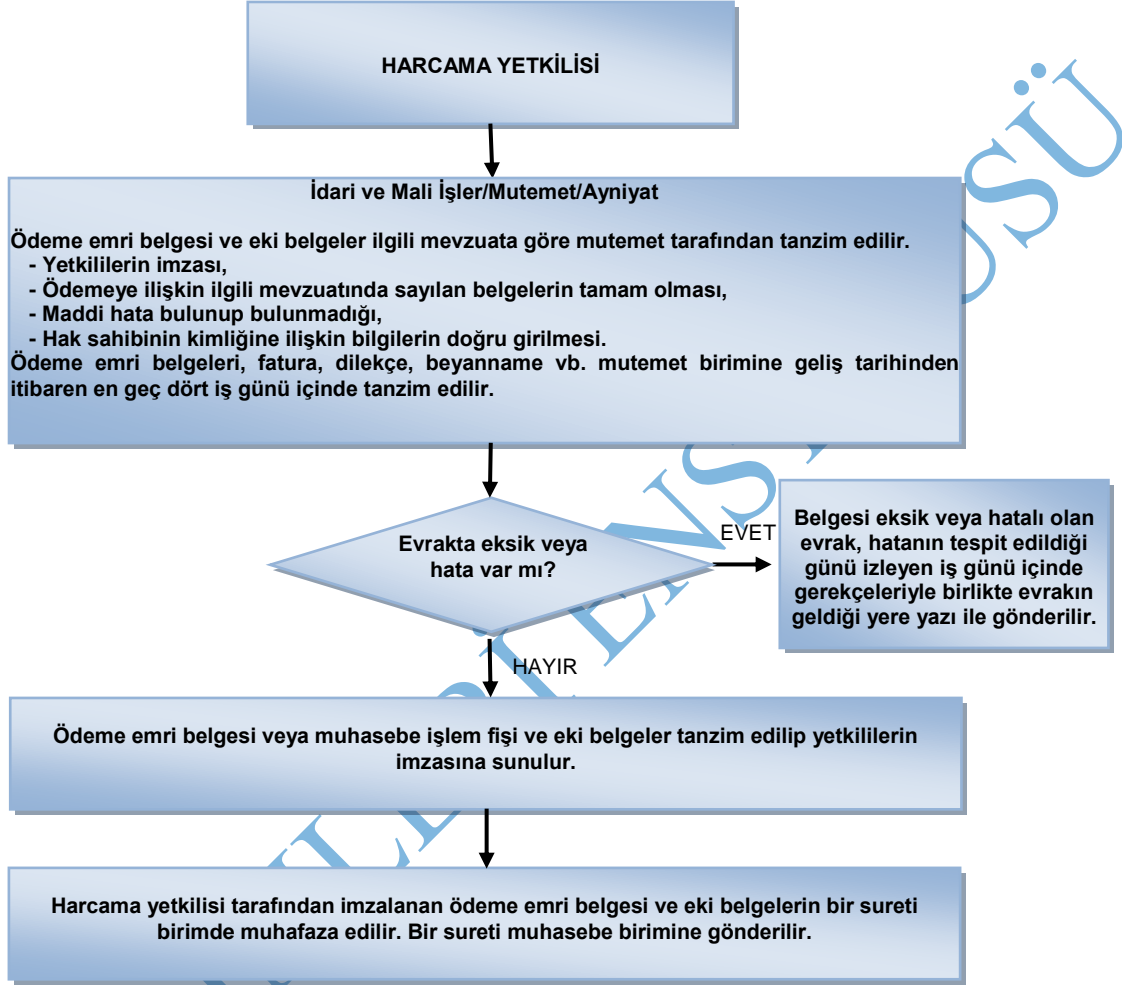 HARCAMA YETKİLİSİ
İdari ve Mali İşler/Mutemet/Ayniyat
Ödeme emri belgesi ve eki belgeler ilgili mevzuata göre mutemet tarafından tanzim edilir.
- Yetkililerin imzası,
- Ödemeye ilişkin ilgili mevzuatında sayılan belgelerin tamam olması,
- Maddi hata bulunup bulunmadığı,
- Hak sahibinin kimliğine ilişkin bilgilerin doğru girilmesi.
Ödeme emri belgeleri, fatura, dilekçe, beyanname vb. mutemet birimine geliş tarihinden
itibaren en geç dört iş günü içinde tanzim edilir.
Evrakta eksik veya
hata var mı?
EVET
Belgesi eksik veya hatalı olan
evrak, hatanın tespit edildiği
günü izleyen iş günü içinde
gerekçeleriyle birlikte evrakın
geldiği yere yazı ile gönderilir.
HAYIR
Ödeme emri belgesi veya muhasebe işlem fişi ve eki belgeler tanzim edilip yetkililerin
imzasına sunulur.
Harcama yetkilisi tarafından imzalanan ödeme emri belgesi ve eki belgelerin bir sureti
birimde muhafaza edilir. Bir sureti muhasebe birimine gönderilir.